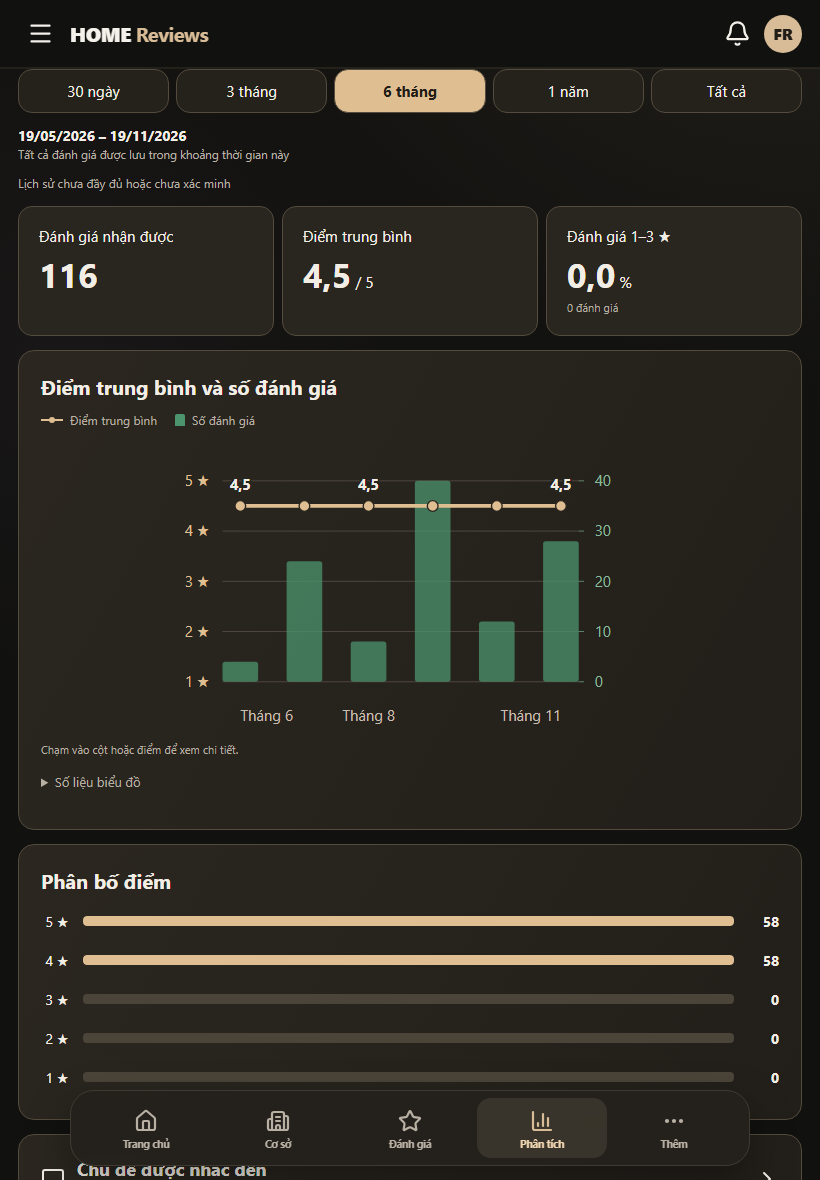 HOME Reviews
FR
30 ngày
3 tháng
6 tháng
1 năm
Tất cả
19/05/2026 – 19/11/2026
Tất cả đánh giá được lưu trong khoảng thời gian này
Lịch sử chưa đầy đủ hoặc chưa xác minh
Đánh giá nhận được
116
Điểm trung bình
4,5 / 5
Đánh giá 1–3 ★
0,0 %
0 đánh giá
Điểm trung bình và số đánh giá
Điểm trung bình
Số đánh giá
5 ★
4,5
4,5
4,5
40
4 ★
30
3 ★
20
2 ★
10
1 ★
0
Tháng 6
Tháng 8
Tháng 11
Chạm vào cột hoặc điểm để xem chi tiết.
▶ Số liệu biểu đồ
Phân bố điểm
5 ★ 58
4 ★ 58
3 ★ 0
2 ★ 0
1 ★ 0
Chủ đề được nhắc đến
Trang chủ
Cơ sở
Đánh giá
Phân tích
Thêm